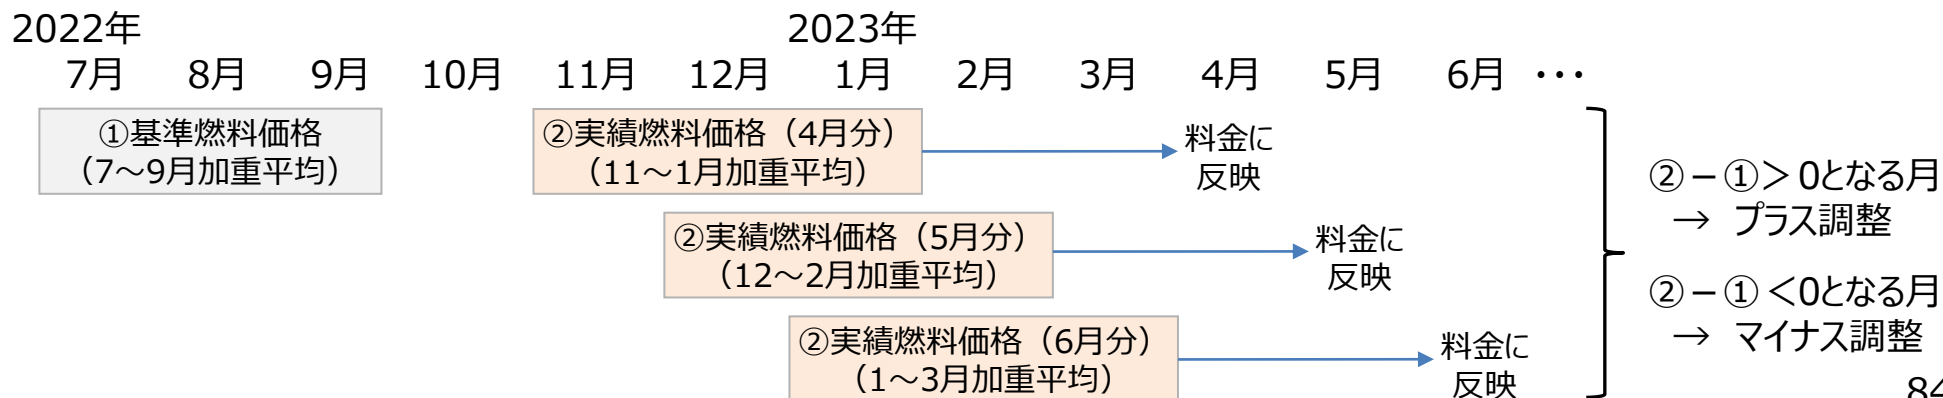 2022年 2023年
7月 8月 9月 10月 11月 12月 1月 2月 3月 4月 5月 6月 ・・・
①基準燃料価格
（7～9月加重平均）
②実績燃料価格（4月分）
（11～1月加重平均）
料金に
反映
②実績燃料価格（5月分）
（12～2月加重平均）
料金に
反映
②実績燃料価格（6月分）
（1～3月加重平均）
料金に
反映
②－①＞0となる月
→ プラス調整
②－①＜0となる月
→ マイナス調整
84